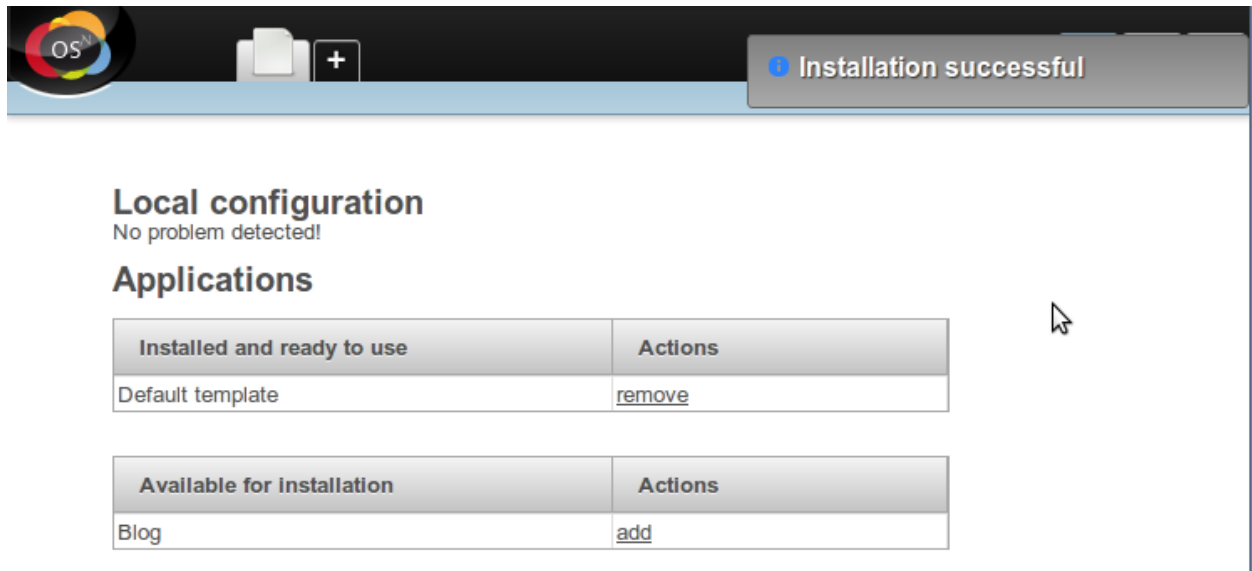 OSN
+
Installation successful
Local configuration
No problem detected!
Applications
Installed and ready to use Actions
Default template remove
Available for installation Actions
Blog add